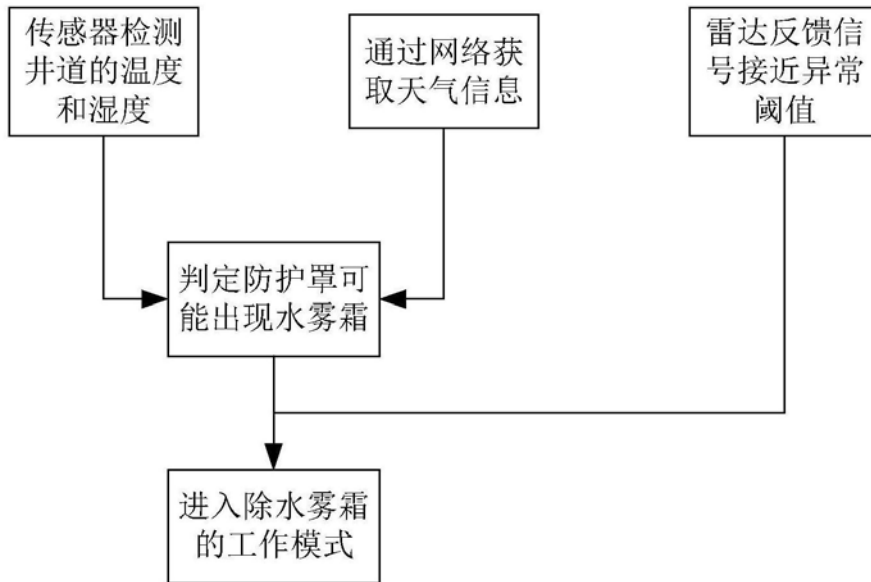 传感器检测
井道的温度
和湿度
通过网络获
取天气信息
雷达反馈信
号接近异常
阈值
判定防护罩可
能出现水雾霜
进入除水雾霜
的工作模式